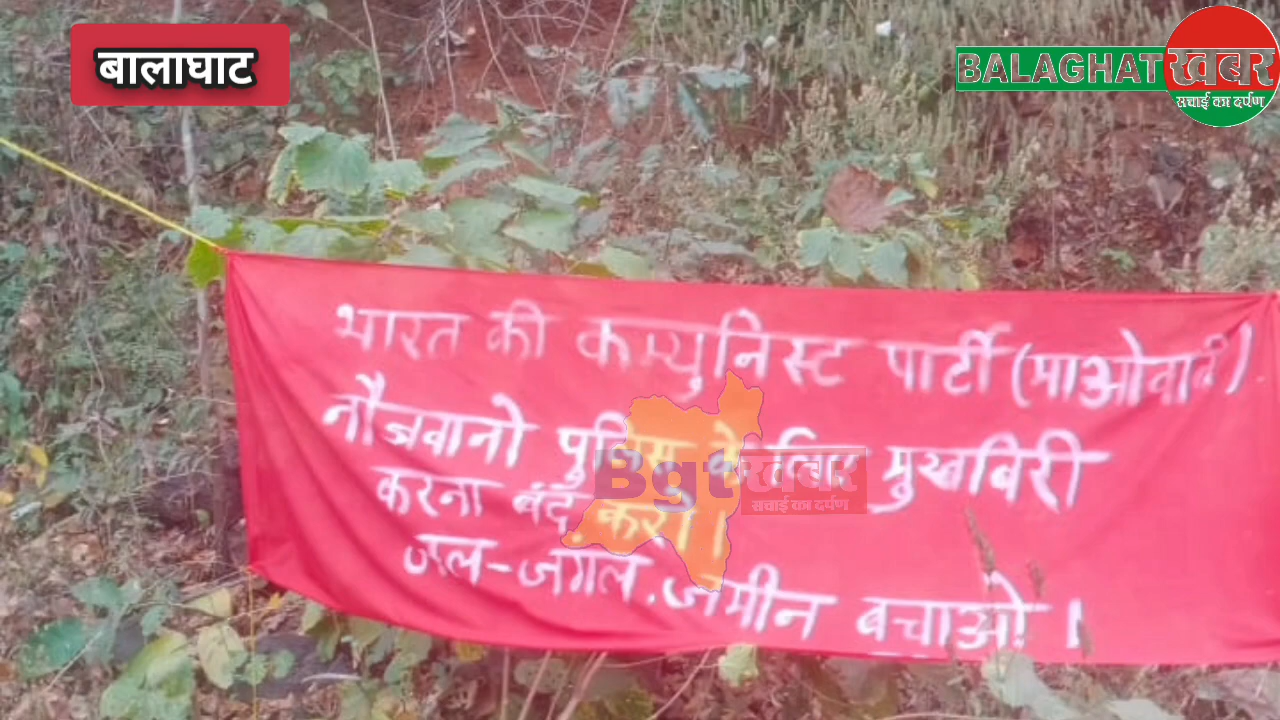 बालाघाट
BALAGHAT खबर
सचाई का दर्पण
भारत की कम्युनिस्ट पार्टी (माओवादी)
नौजवानो पुलिस के लिए मुखबिरी
करना बंद करो।
जल-जंगल.जमीन बचाओ।
Bgt खबर
सचाई का दर्पण